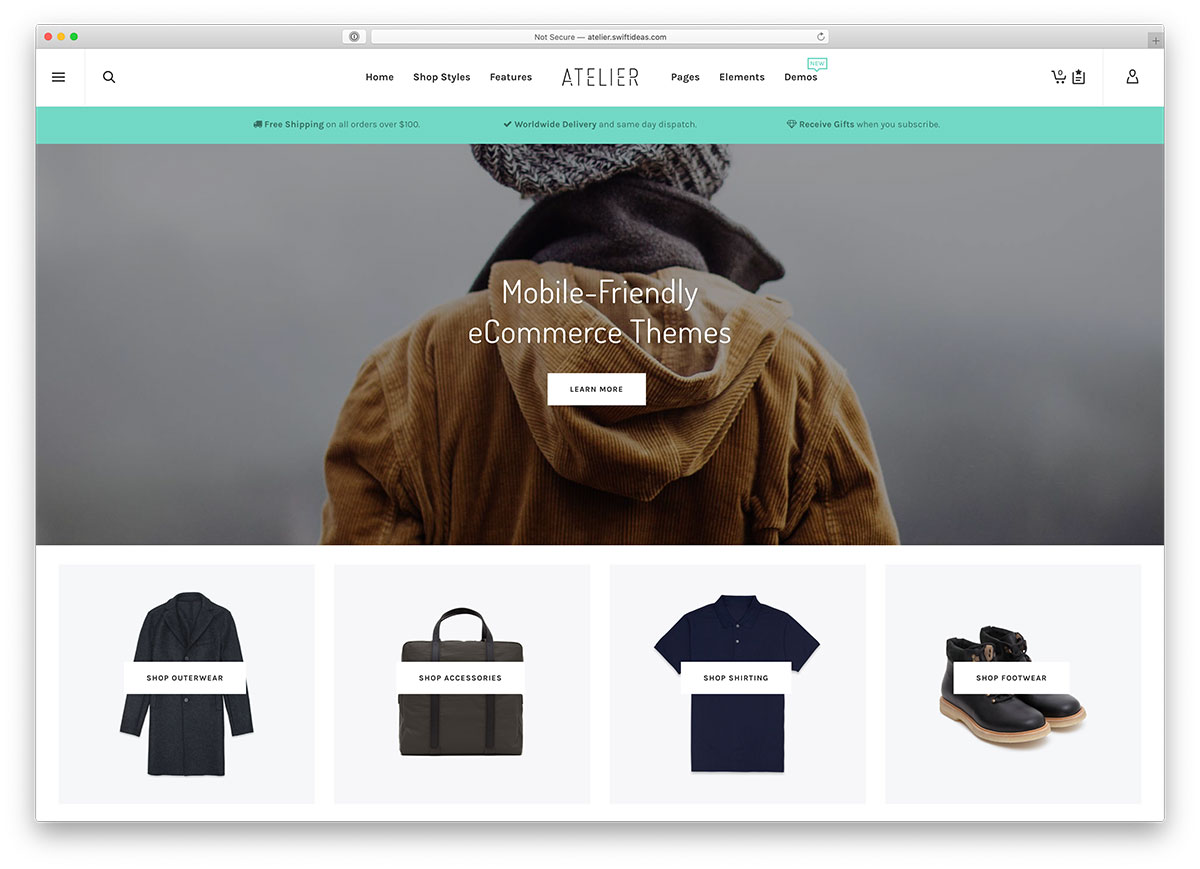 Not Secure — atelier.swiftideas.com
NEW
Home Shop Styles Features ATELIER Pages Elements Demos
0
Free Shipping on all orders over $100. Worldwide Delivery and same day dispatch. Receive Gifts when you subscribe.
Mobile-Friendly
eCommerce Themes
LEARN MORE
SHOP OUTERWEAR SHOP ACCESSORIES SHOP SHIRTING SHOP FOOTWEAR